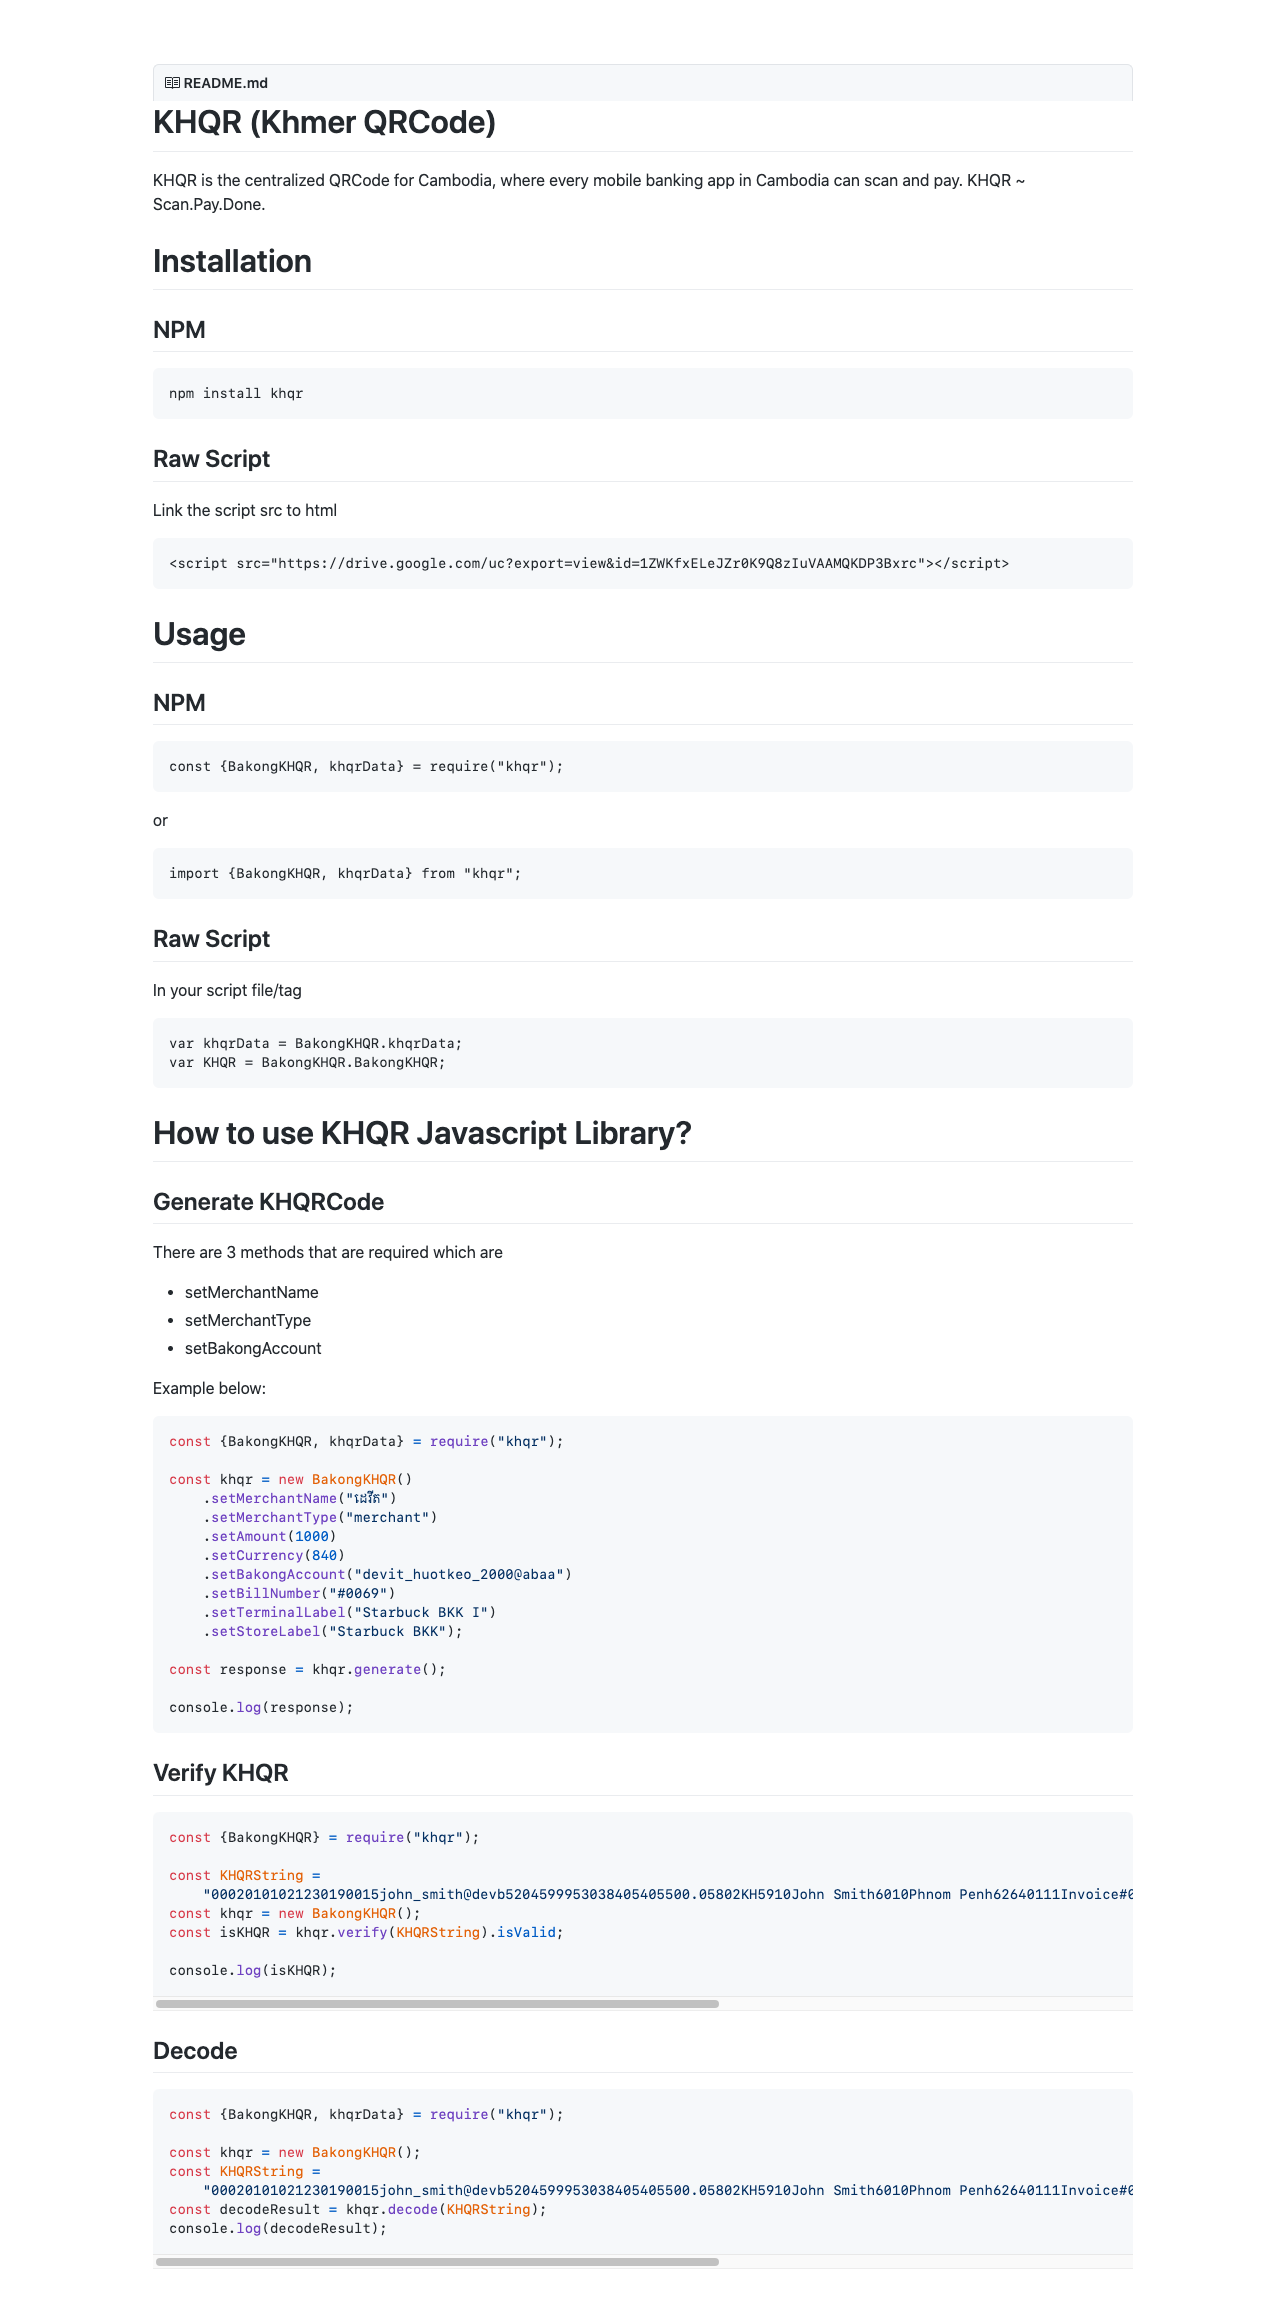 README.md
KHQR (Khmer QRCode)
KHQR is the centralized QRCode for Cambodia, where every mobile banking app in Cambodia can scan and pay. KHQR ~
Scan.Pay.Done.
Installation
NPM
npm install khqr
Raw Script
Link the script src to html
<script src="https://drive.google.com/uc?export=view&id=1ZWKfxELeJZr0K9Q8zIuVAAMQKDP3Bxrc"></script>
Usage
NPM
const {BakongKHQR, khqrData} = require("khqr");
or
import {BakongKHQR, khqrData} from "khqr";
Raw Script
In your script file/tag
var khqrData = BakongKHQR.khqrData;
var KHQR = BakongKHQR.BakongKHQR;
How to use KHQR Javascript Library?
Generate KHQRCode
There are 3 methods that are required which are
• setMerchantName
• setMerchantType
• setBakongAccount
Example below:
const {BakongKHQR, khqrData} = require("khqr");
const khqr = new BakongKHQR()
.setMerchantName("ដេវីត")
.setMerchantType("merchant")
.setAmount(1000)
.setCurrency(840)
.setBakongAccount("devit_huotkeo_2000@abaa")
.setBillNumber("#0069")
.setTerminalLabel("Starbuck BKK I")
.setStoreLabel("Starbuck BKK");
const response = khqr.generate();
console.log(response);
Verify KHQR
const {BakongKHQR} = require("khqr");
const KHQRString =
"00020101021230190015john_smith@devb5204599953038405405500.05802KH5910John Smith6010Phnom Penh62640111Invoice#0
const khqr = new BakongKHQR();
const isKHQR = khqr.verify(KHQRString).isValid;
console.log(isKHQR);
Decode
const {BakongKHQR, khqrData} = require("khqr");
const khqr = new BakongKHQR();
const KHQRString =
"00020101021230190015john_smith@devb5204599953038405405500.05802KH5910John Smith6010Phnom Penh62640111Invoice#0
const decodeResult = khqr.decode(KHQRString);
console.log(decodeResult);